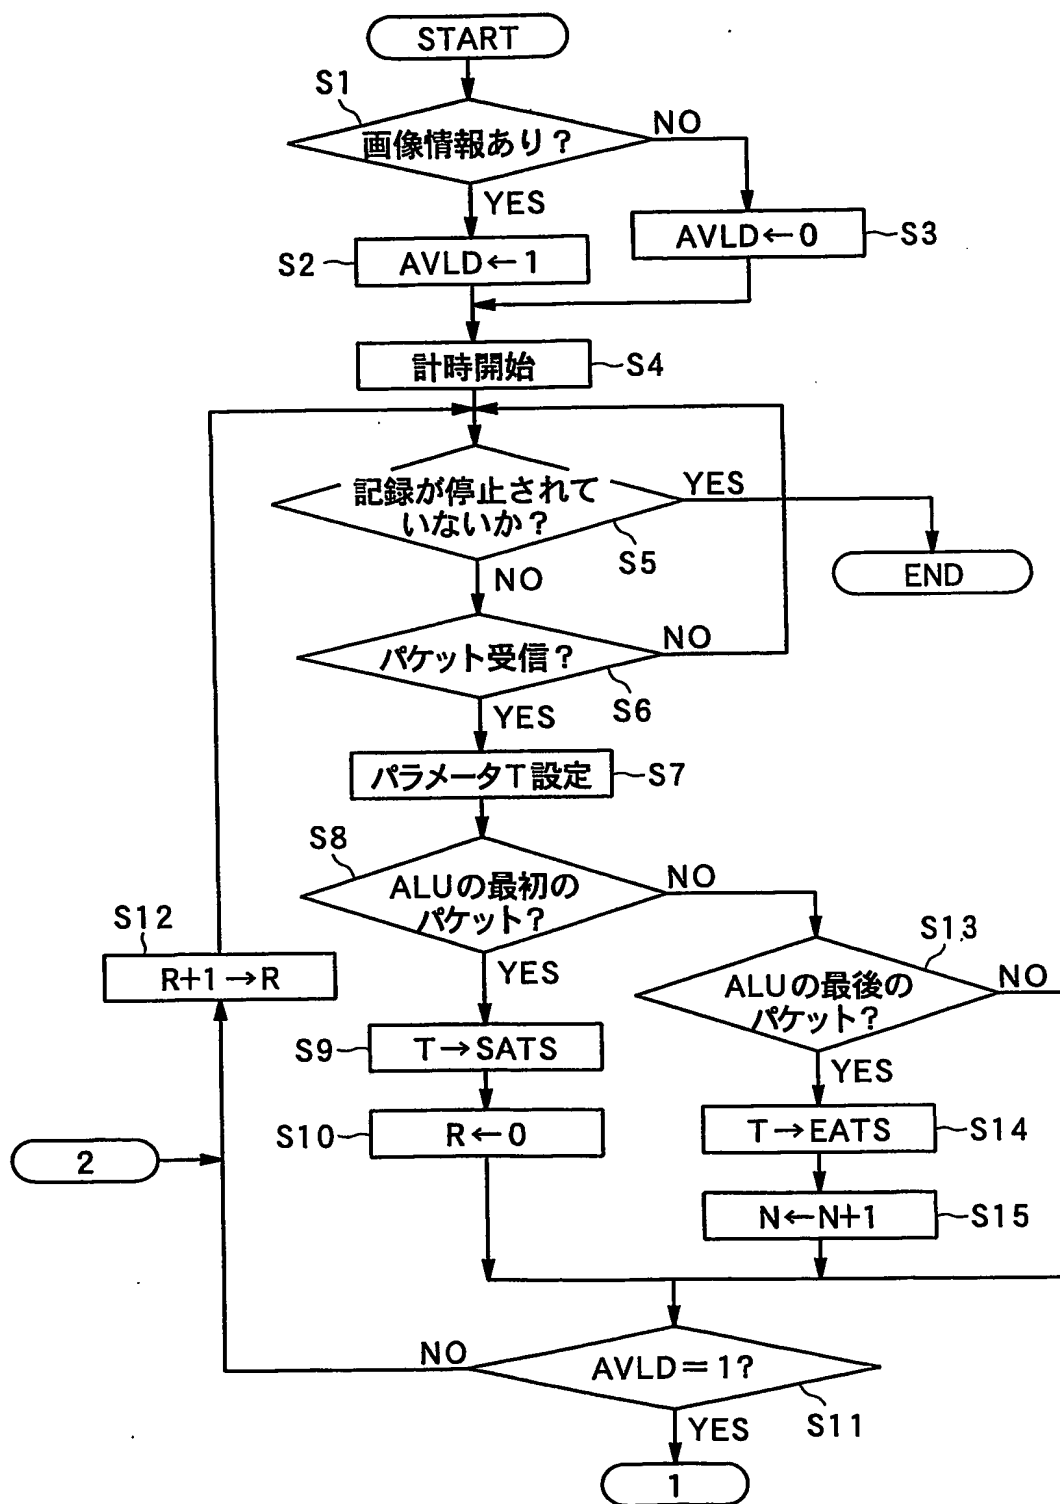 START
S1
画像情報あり？
NO
YES
S2
AVLD←1
AVLD←0
S3
計時開始
S4
記録が停止されて
いないか？
YES
S5
NO
END
パケット受信？
NO
S6
YES
パラメータT設定
S7
S8
ALUの最初の
パケット？
NO
YES
S12
R+1→R
S13
ALUの最後の
パケット？
NO
YES
S9
T→SATS
S10
R←0
T→EATS
S14
N←N+1
S15
2
NO
AVLD＝1？
S11
YES
1